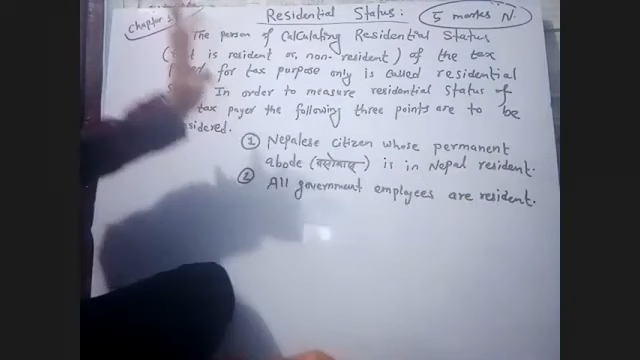 Chapter 3
Residential Status:
5 marks N.
The person of Calculating Residential Status
is resident or non-resident) of the tax
for tax purpose only is called residential
In order to measure residential status of
tax payer the following three points are to be
sidered.
① Nepalese citizen whose permanent
abode (बसोबास) is in Nepal resident.
② All government employees are resident.